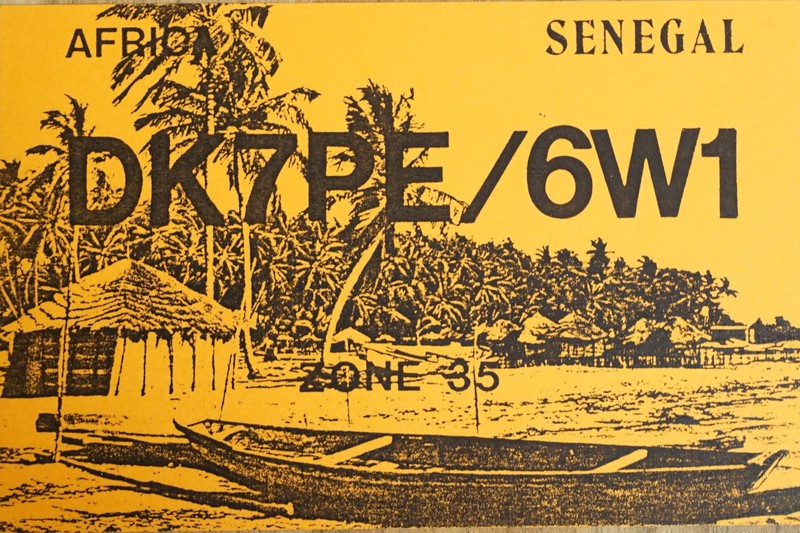 AFRICA
SENEGAL
DK7PE/6W1
ZONE 35